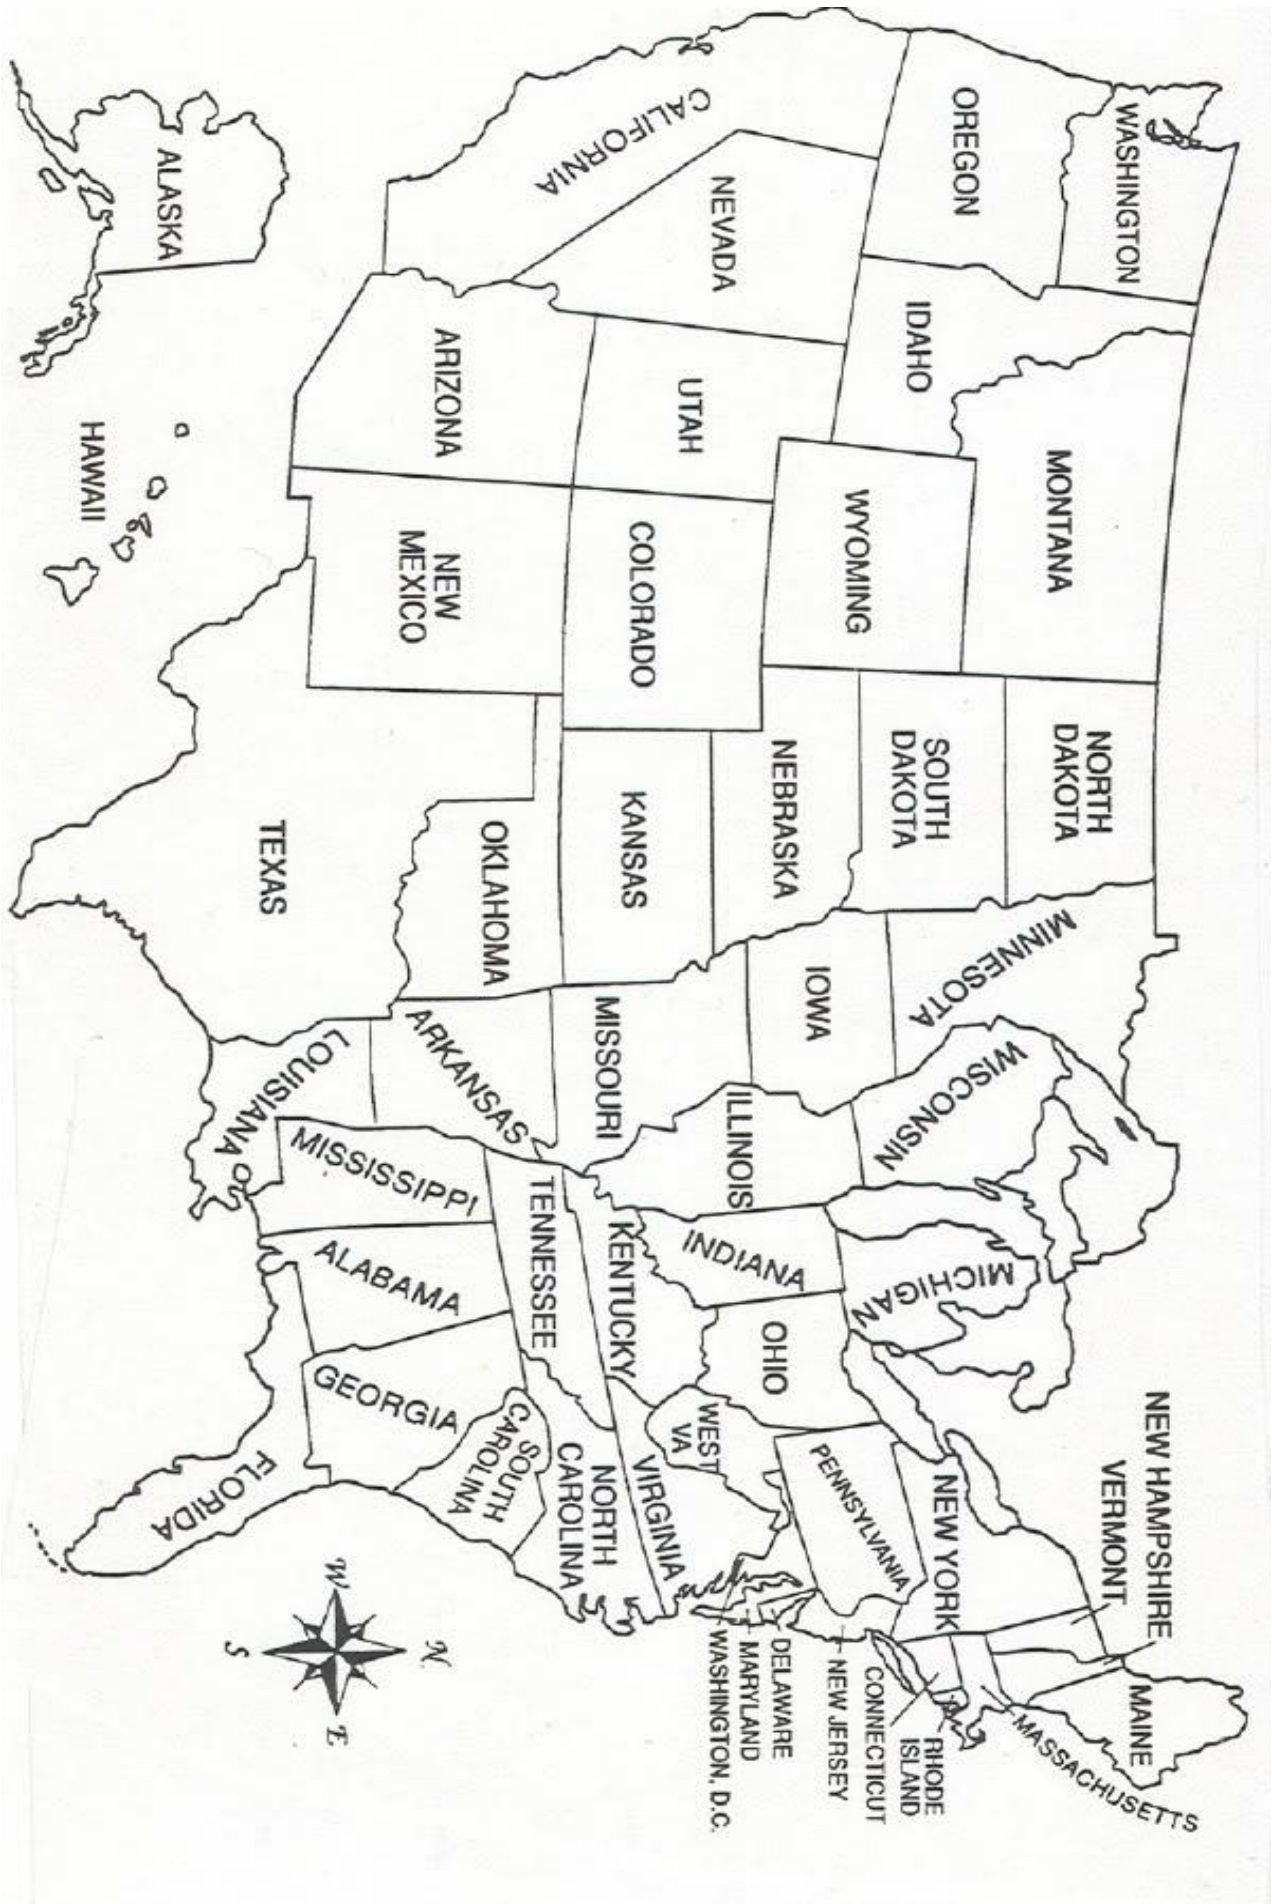 WASHINGTON
OREGON
CALIFORNIA
NEVADA
IDAHO
MONTANA
WYOMING
UTAH
ARIZONA
COLORADO
NEW
MEXICO
NORTH
DAKOTA
SOUTH
DAKOTA
NEBRASKA
KANSAS
OKLAHOMA
TEXAS
MINNESOTA
IOWA
MISSOURI
ARKANSAS
LOUISIANA
WISCONSIN
ILLINOIS
MICHIGAN
INDIANA
OHIO
KENTUCKY
TENNESSEE
MISSISSIPPI
ALABAMA
GEORGIA
FLORIDA
SOUTH
CAROLINA
NORTH
CAROLINA
VIRGINIA
WEST
VA
PENNSYLVANIA
NEW YORK
NEW HAMPSHIRE
VERMONT
MAINE
MASSACHUSETTS
RHODE
ISLAND
CONNECTICUT
NEW JERSEY
DELAWARE
MARYLAND
WASHINGTON, D.C.
ALASKA
HAWAII
N
W
E
S